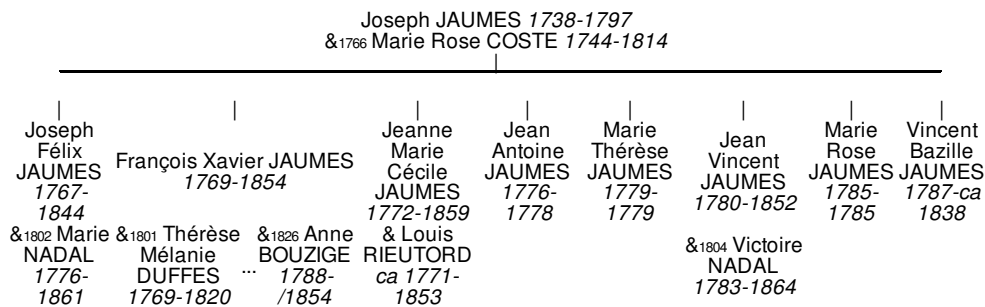 Joseph JAUMES 1738-1797
&1766 Marie Rose COSTE 1744-1814
|
| | | | | | | |
Joseph
Félix
JAUMES
1767-
1844
&1802 Marie
NADAL
1776-
1861
François Xavier JAUMES
1769-1854
&1801 Thérèse
Mélanie
DUFFES
1769-1820
...
&1826 Anne
BOUZIGE
1788-
/1854
Jeanne
Marie
Cécile
JAUMES
1772-1859
& Louis
RIEUTORD
ca 1771-
1853
Jean
Antoine
JAUMES
1776-
1778
Marie
Thérèse
JAUMES
1779-
1779
Jean
Vincent
JAUMES
1780-1852
&1804 Victoire
NADAL
1783-1864
Marie
Rose
JAUMES
1785-
1785
Vincent
Bazille
JAUMES
1787-ca
1838